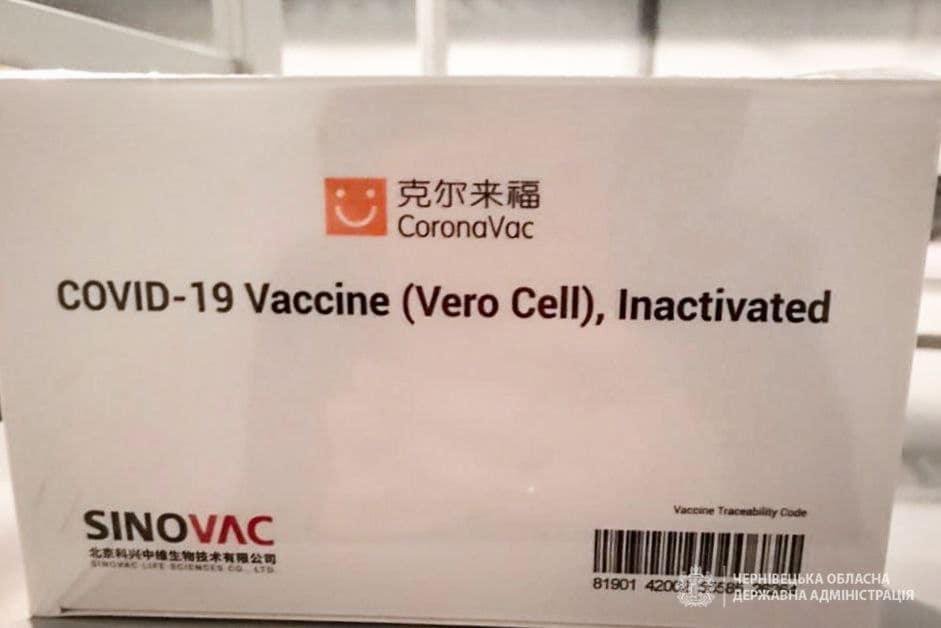 克尔来福
CoronaVac
COVID-19 Vaccine (Vero Cell), Inactivated
SINOVAC
北京科兴中维生物技术有限公司
SINOVAC LIFE SCIENCES CO., LTD.
Vaccine Traceability Code
81901
ЧЕРНІВЕЦЬКА ОБЛАСНА
ДЕРЖАВНА АДМІНІСТРАЦІЯ